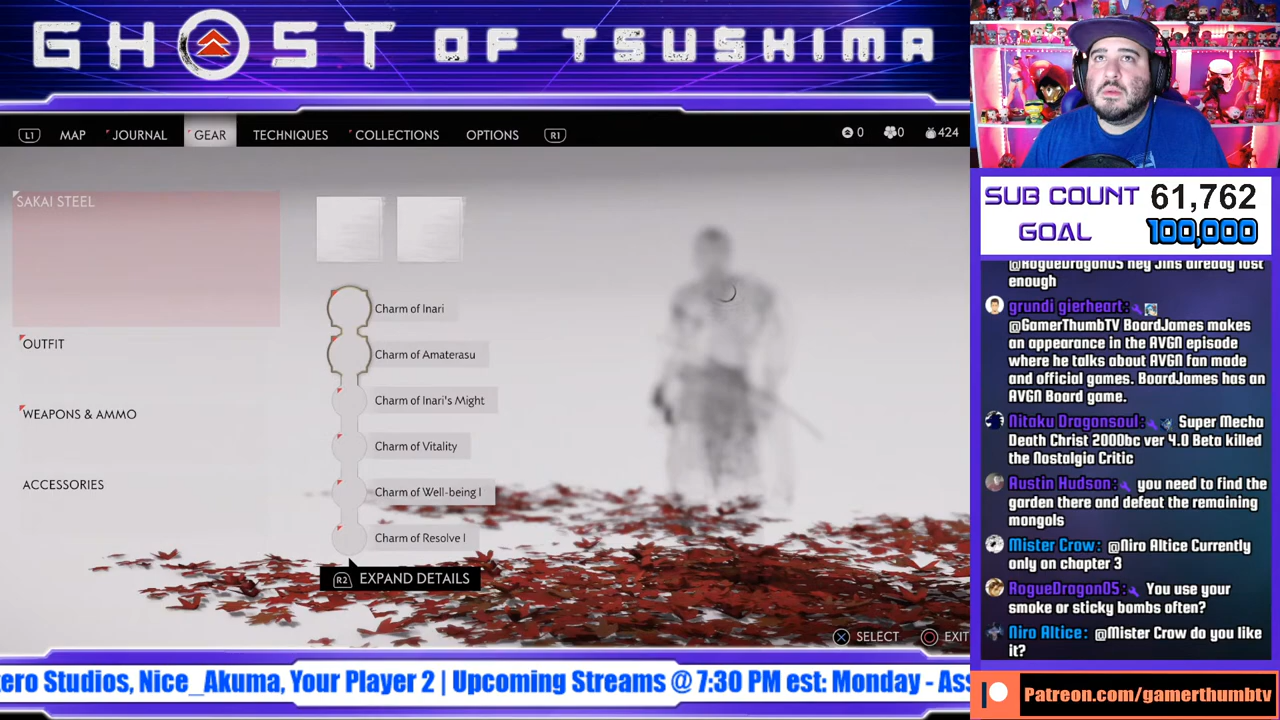 GHOST OF TSUSHIMA
L1 MAP JOURNAL GEAR TECHNIQUES COLLECTIONS OPTIONS R1 0 0 424
SAKAI STEEL
OUTFIT
WEAPONS & AMMO
ACCESSORIES
Charm of Inari
Charm of Amaterasu
Charm of Inari's Might
Charm of Vitality
Charm of Well-being I
Charm of Resolve I
R2 EXPAND DETAILS
SELECT EXIT
SUB COUNT 61,762
GOAL 100,000
@RogueDragon05 hey Jins already lost
enough
grundi gierheart:
@GamerThumbTV BoardJames makes
an appearance in the AVGN episode
where he talks about AVGN fan made
and official games. BoardJames has an
AVGN Board game.
Nitaku Dragonsoul: Super Mecha
Death Christ 2000bc ver 4.0 Beta killed
the Nostalgia Critic
Austin Hudson: you need to find the
garden there and defeat the remaining
mongols
Mister Crow: @Niro Altice Currently
only on chapter 3
RogueDragon05: You use your
smoke or sticky bombs often?
Niro Altice: @Mister Crow do you like
it?
tero Studios, Nice_Akuma, Your Player 2 | Upcoming Streams @ 7:30 PM est: Monday - Ass
Patreon.com/gamerthumbtv